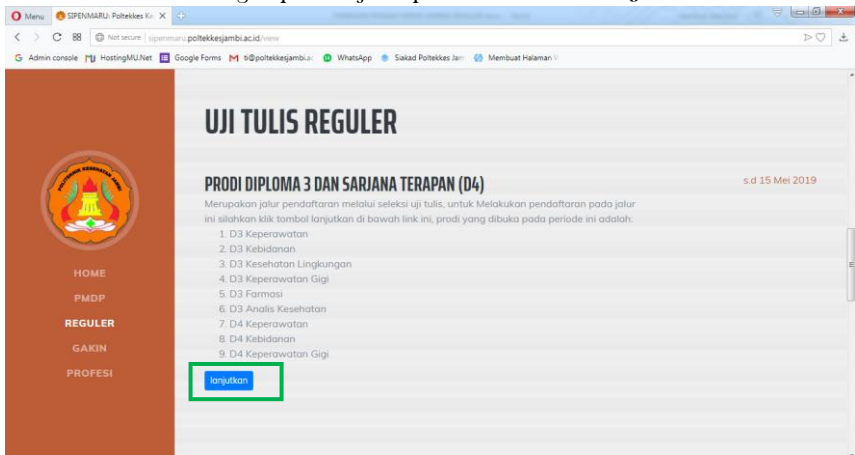 Menu
SIPENMARU: Poltekkes Ke
Not secure
sipenmaru.poltekkesjambi.ac.id/view
Admin console
HostingMU.Net
Google Forms
ti@poltekkesjambi.ac
WhatsApp
Siakad Poltekkes Jam
Membuat Halaman
UJI TULIS REGULER
PRODI DIPLOMA 3 DAN SARJANA TERAPAN (D4)
s.d 15 Mei 2019
Merupakan jalur pendaftaran melalui seleksi uji tulis, untuk Melakukan pendaftaran pada jalur
ini silahkan klik tombol lanjutkan di bawah link ini, prodi yang dibuka pada periode ini adalah:
1. D3 Keperawatan
2. D3 Kebidanan
3. D3 Kesehatan Lingkungan
4. D3 Keperawatan Gigi
5. D3 Farmasi
6. D3 Analis Kesehatan
7. D4 Keperawatan
8. D4 Kebidanan
9. D4 Keperawatan Gigi
lanjutkan
HOME
PMDP
REGULER
GAKIN
PROFESI